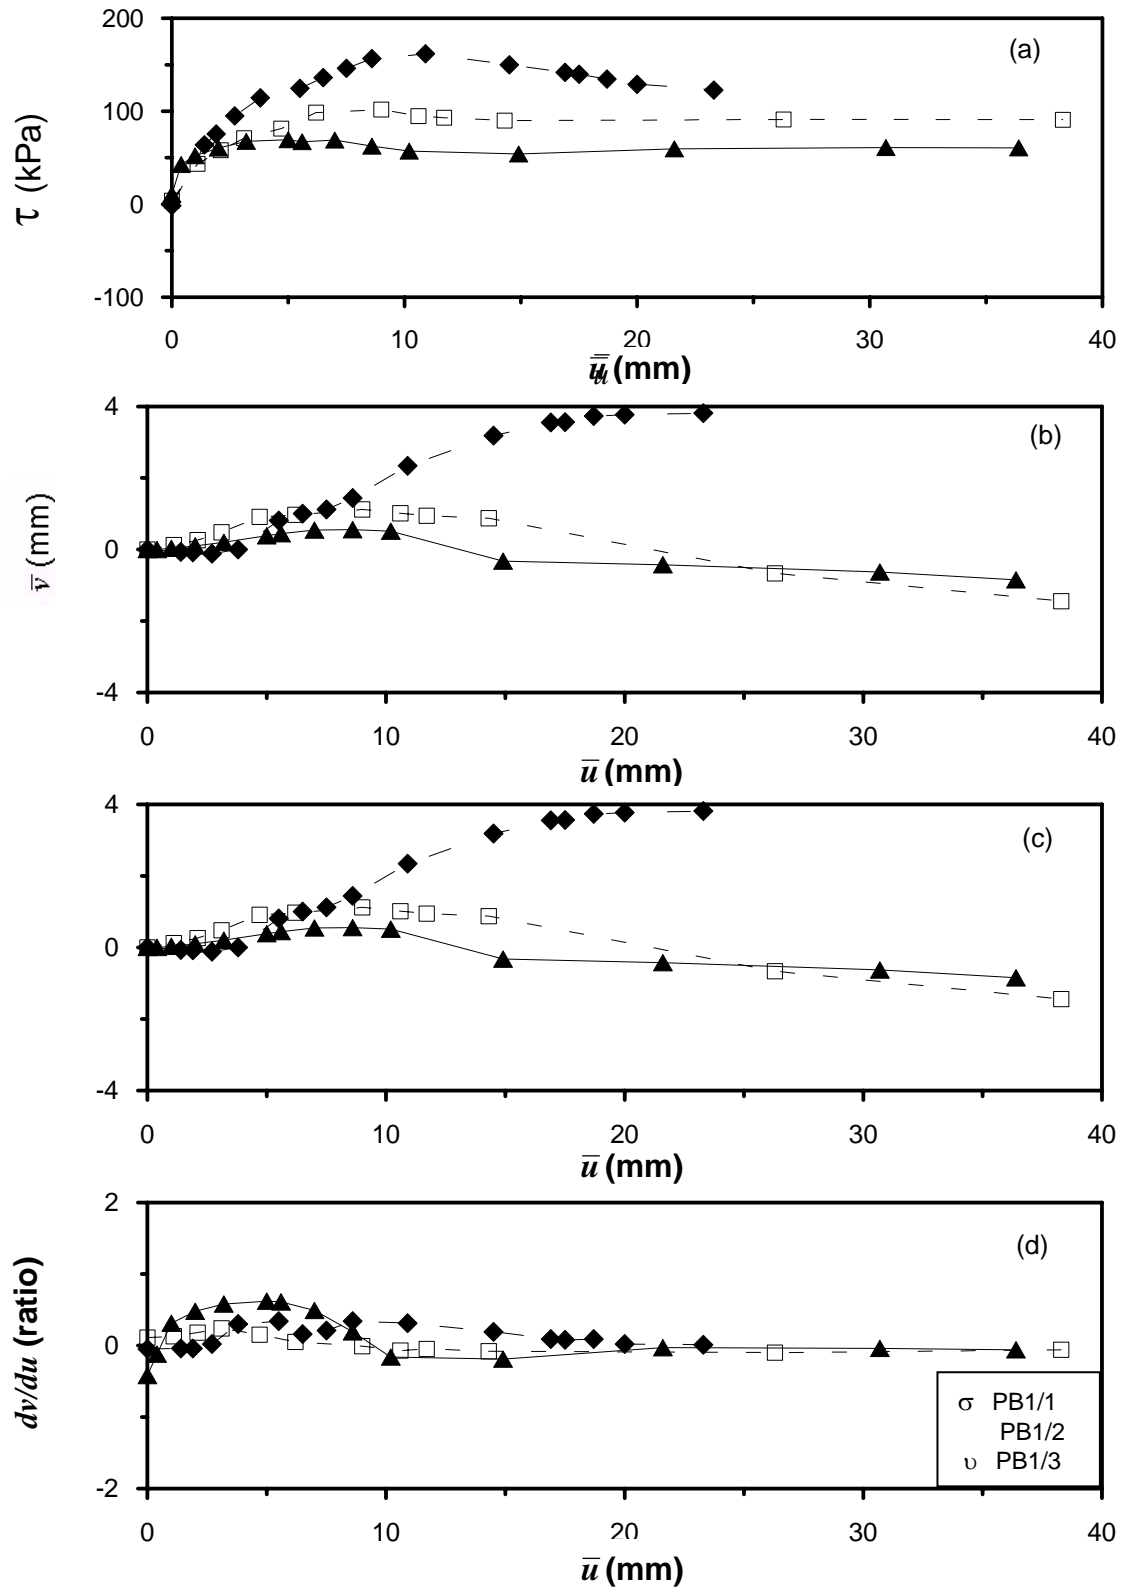 200
(a)
100
τ (kPa)
0
-100
0 10 20 30 40
u̅ (mm)
4
(b)
v̅ (mm)
0
-4
0 10 20 30 40
u̅ (mm)
4
(c)
0
-4
0 10 20 30 40
u̅ (mm)
2
(d)
dv/du (ratio)
0
σ PB1/1
PB1/2
υ PB1/3
-2
0 10 20 30 40
u̅ (mm)